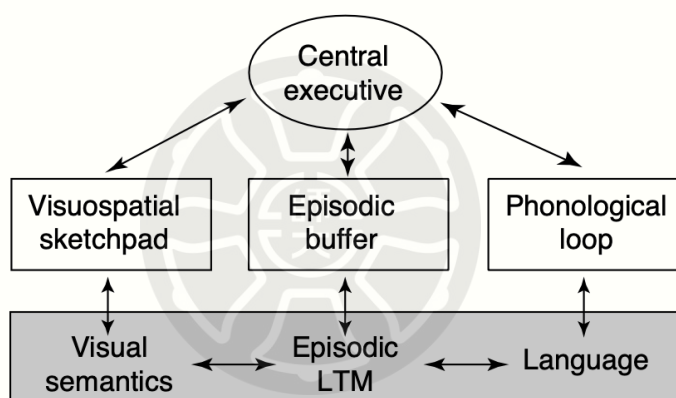 Central
executive
Visuospatial
sketchpad
Episodic
buffer
Phonological
loop
Visual
semantics
Episodic
LTM
Language